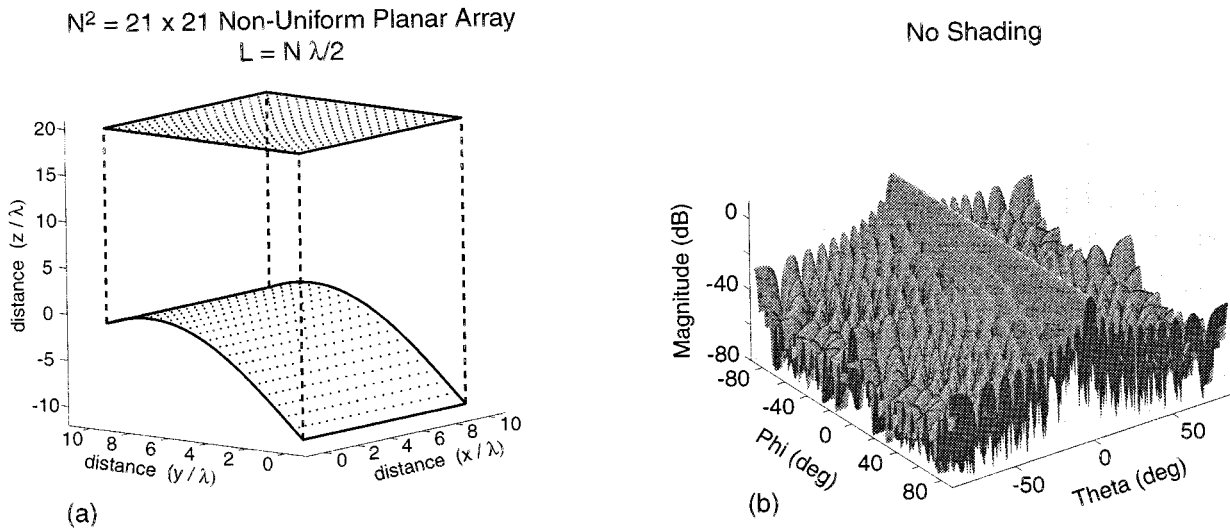 N² = 21 x 21 Non-Uniform Planar Array
L = N λ/2
20
15
10
5
0
-5
-10
distance (z / λ)
10 8 6 4 2 0
distance (y / λ)
0 2 4 6 8 10
distance (x / λ)
(a)
No Shading
0
-40
-40
-80
Magnitude (dB)
-80
-40
0
40
80
Phi (deg)
-50 0 50
Theta (deg)
(b)